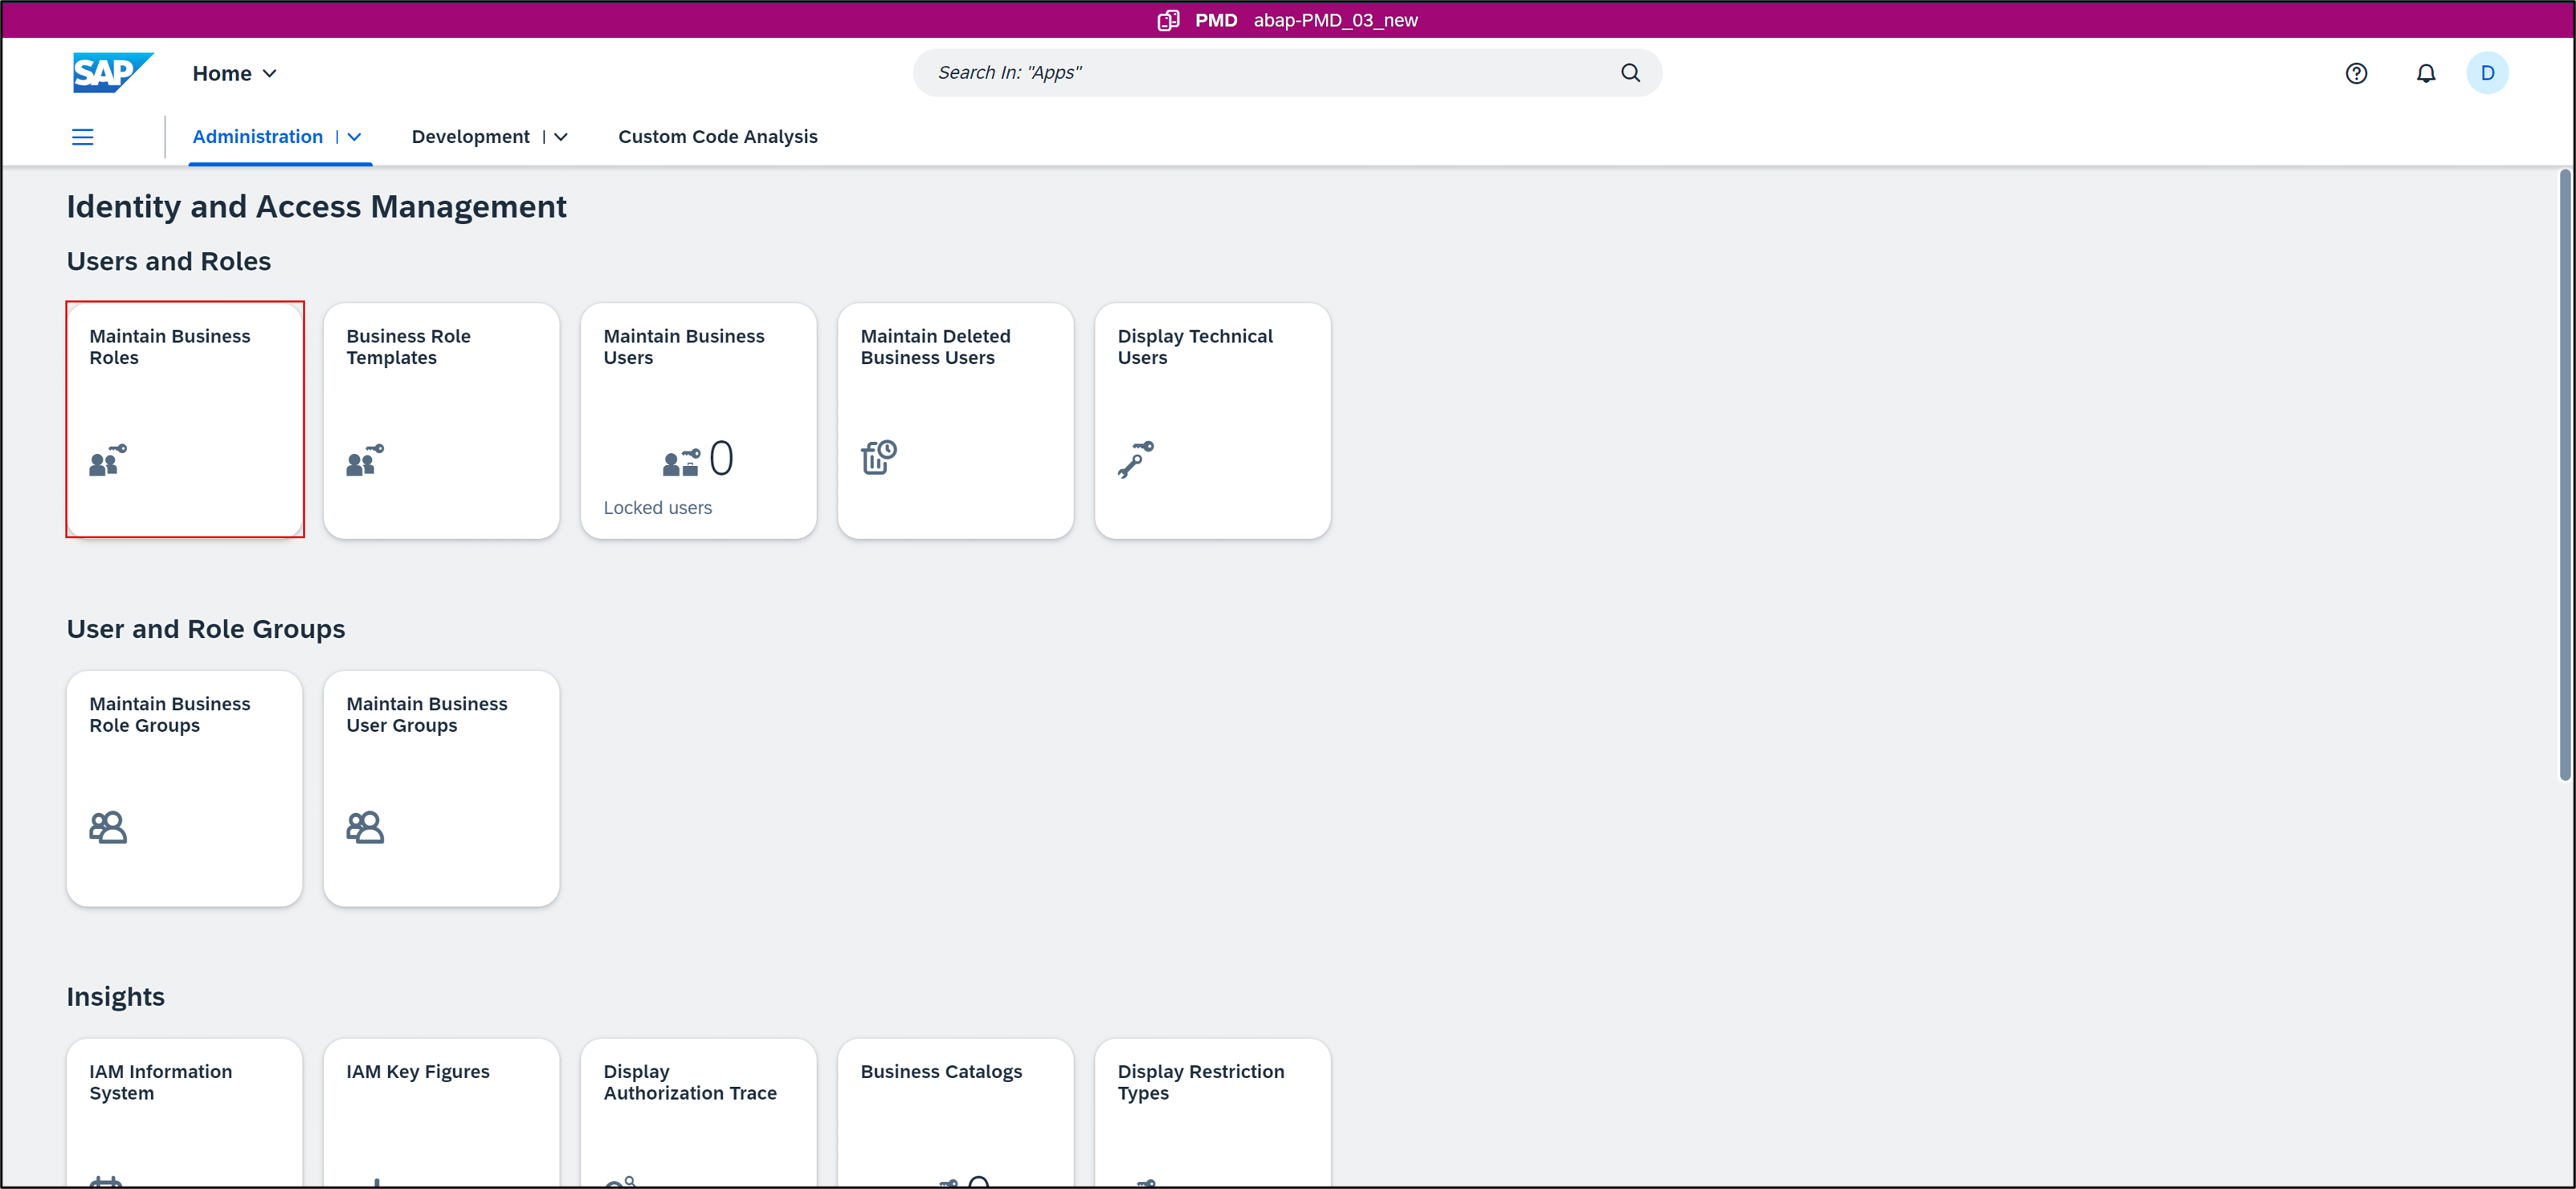 PMD abap-PMD_03_new
SAP Home Search In: "Apps" D
Administration Development Custom Code Analysis
Identity and Access Management
Users and Roles
Maintain Business
Roles
Business Role
Templates
Maintain Business
Users
0
Locked users
Maintain Deleted
Business Users
Display Technical
Users
User and Role Groups
Maintain Business
Role Groups
Maintain Business
User Groups
Insights
IAM Information
System
IAM Key Figures
Display
Authorization Trace
Business Catalogs
Display Restriction
Types